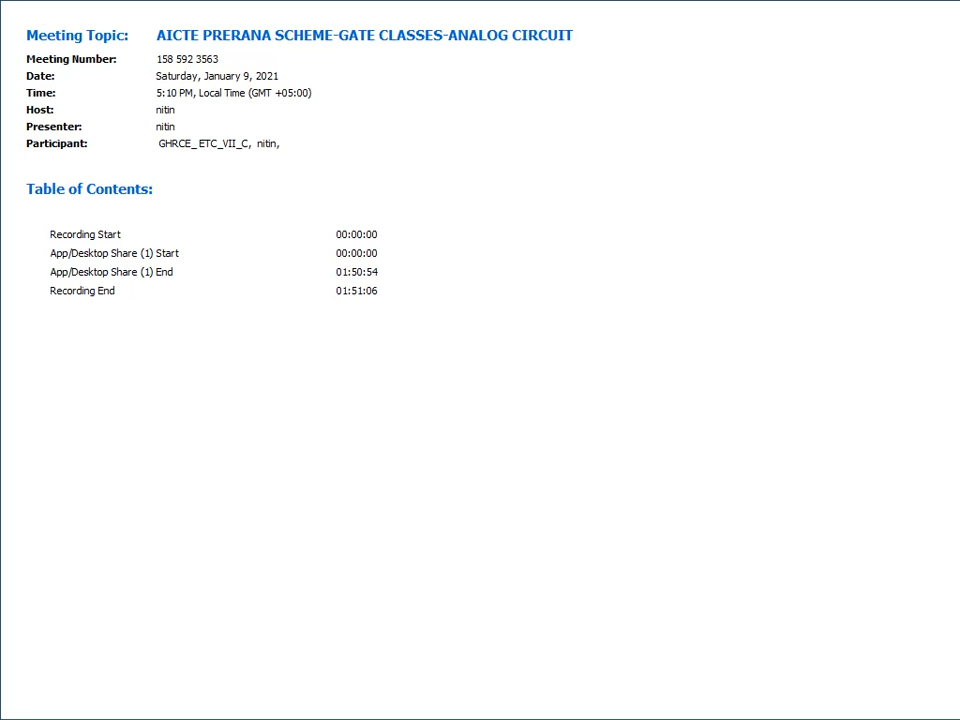 Meeting Topic: AICTE PRERANA SCHEME-GATE CLASSES-ANALOG CIRCUIT
Meeting Number: 158 592 3563
Date: Saturday, January 9, 2021
Time: 5:10 PM, Local Time (GMT +05:00)
Host: nitin
Presenter: nitin
Participant: GHRCE_ETC_VII_C, nitin,
Table of Contents:
Recording Start 00:00:00
App/Desktop Share (1) Start 00:00:00
App/Desktop Share (1) End 01:50:54
Recording End 01:51:06